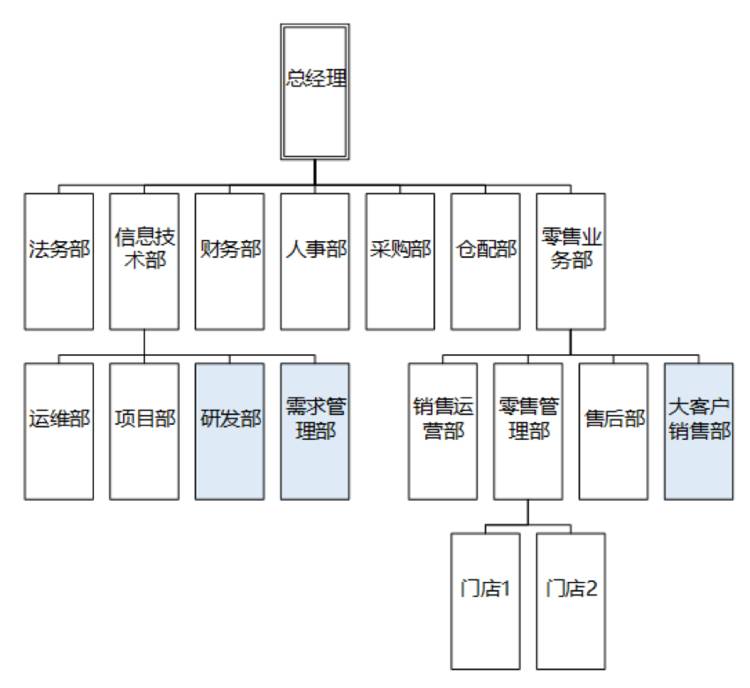 总经理
法务部
信息技
术部
财务部
人事部
采购部
仓配部
零售业
务部
运维部
项目部
研发部
需求管
理部
销售运
营部
零售管
理部
售后部
大客户
销售部
门店1
门店2